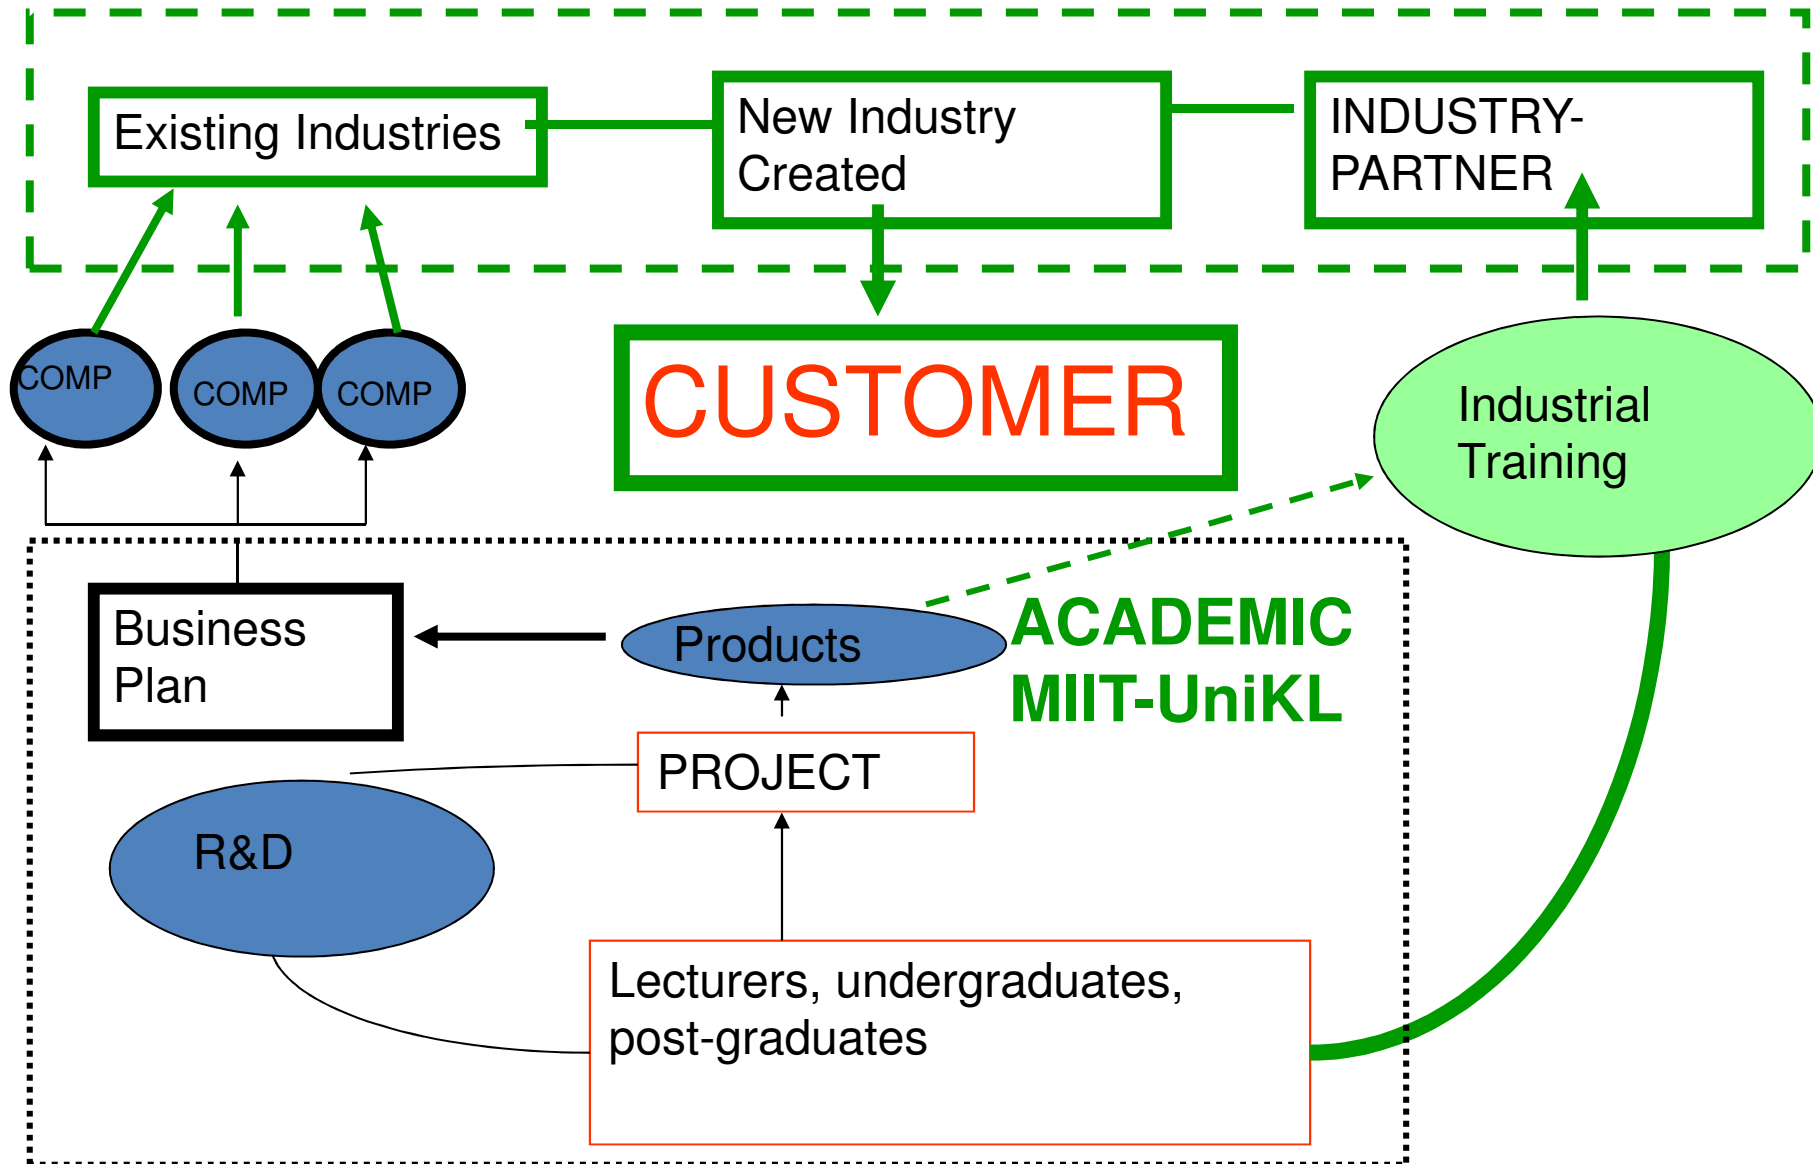 Existing Industries
New Industry
Created
INDUSTRY-
PARTNER
COMP
COMP
COMP
CUSTOMER
Industrial
Training
Business
Plan
Products
ACADEMIC
MIIT-UniKL
PROJECT
R&D
Lecturers, undergraduates,
post-graduates